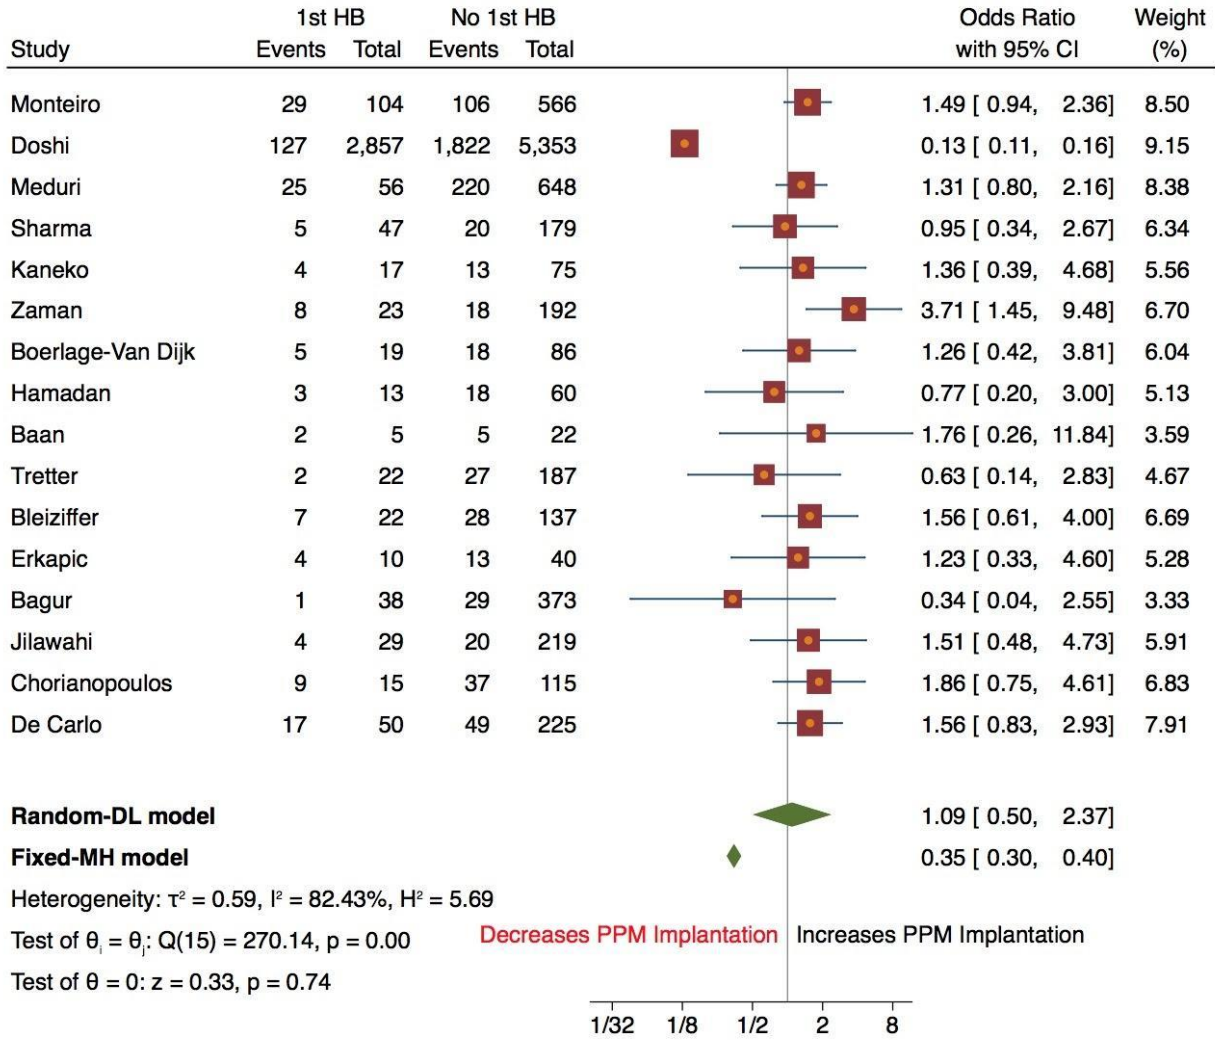 1st HB No 1st HB Odds Ratio Weight
Study Events Total Events Total with 95% CI (%)
Monteiro 29 104 106 566 1.49 [ 0.94, 2.36] 8.50
Doshi 127 2,857 1,822 5,353 0.13 [ 0.11, 0.16] 9.15
Meduri 25 56 220 648 1.31 [ 0.80, 2.16] 8.38
Sharma 5 47 20 179 0.95 [ 0.34, 2.67] 6.34
Kaneko 4 17 13 75 1.36 [ 0.39, 4.68] 5.56
Zaman 8 23 18 192 3.71 [ 1.45, 9.48] 6.70
Boerlage-Van Dijk 5 19 18 86 1.26 [ 0.42, 3.81] 6.04
Hamadan 3 13 18 60 0.77 [ 0.20, 3.00] 5.13
Baan 2 5 5 22 1.76 [ 0.26, 11.84] 3.59
Tretter 2 22 27 187 0.63 [ 0.14, 2.83] 4.67
Bleiziffer 7 22 28 137 1.56 [ 0.61, 4.00] 6.69
Erkapic 4 10 13 40 1.23 [ 0.33, 4.60] 5.28
Bagur 1 38 29 373 0.34 [ 0.04, 2.55] 3.33
Jilawahi 4 29 20 219 1.51 [ 0.48, 4.73] 5.91
Chorianopoulos 9 15 37 115 1.86 [ 0.75, 4.61] 6.83
De Carlo 17 50 49 225 1.56 [ 0.83, 2.93] 7.91
Random-DL model 1.09 [ 0.50, 2.37]
Fixed-MH model 0.35 [ 0.30, 0.40]
Heterogeneity: τ² = 0.59, I² = 82.43%, H² = 5.69
Test of θᵢ = θⱼ: Q(15) = 270.14, p = 0.00 Decreases PPM Implantation Increases PPM Implantation
Test of θ = 0: z = 0.33, p = 0.74
1/32 1/8 1/2 2 8